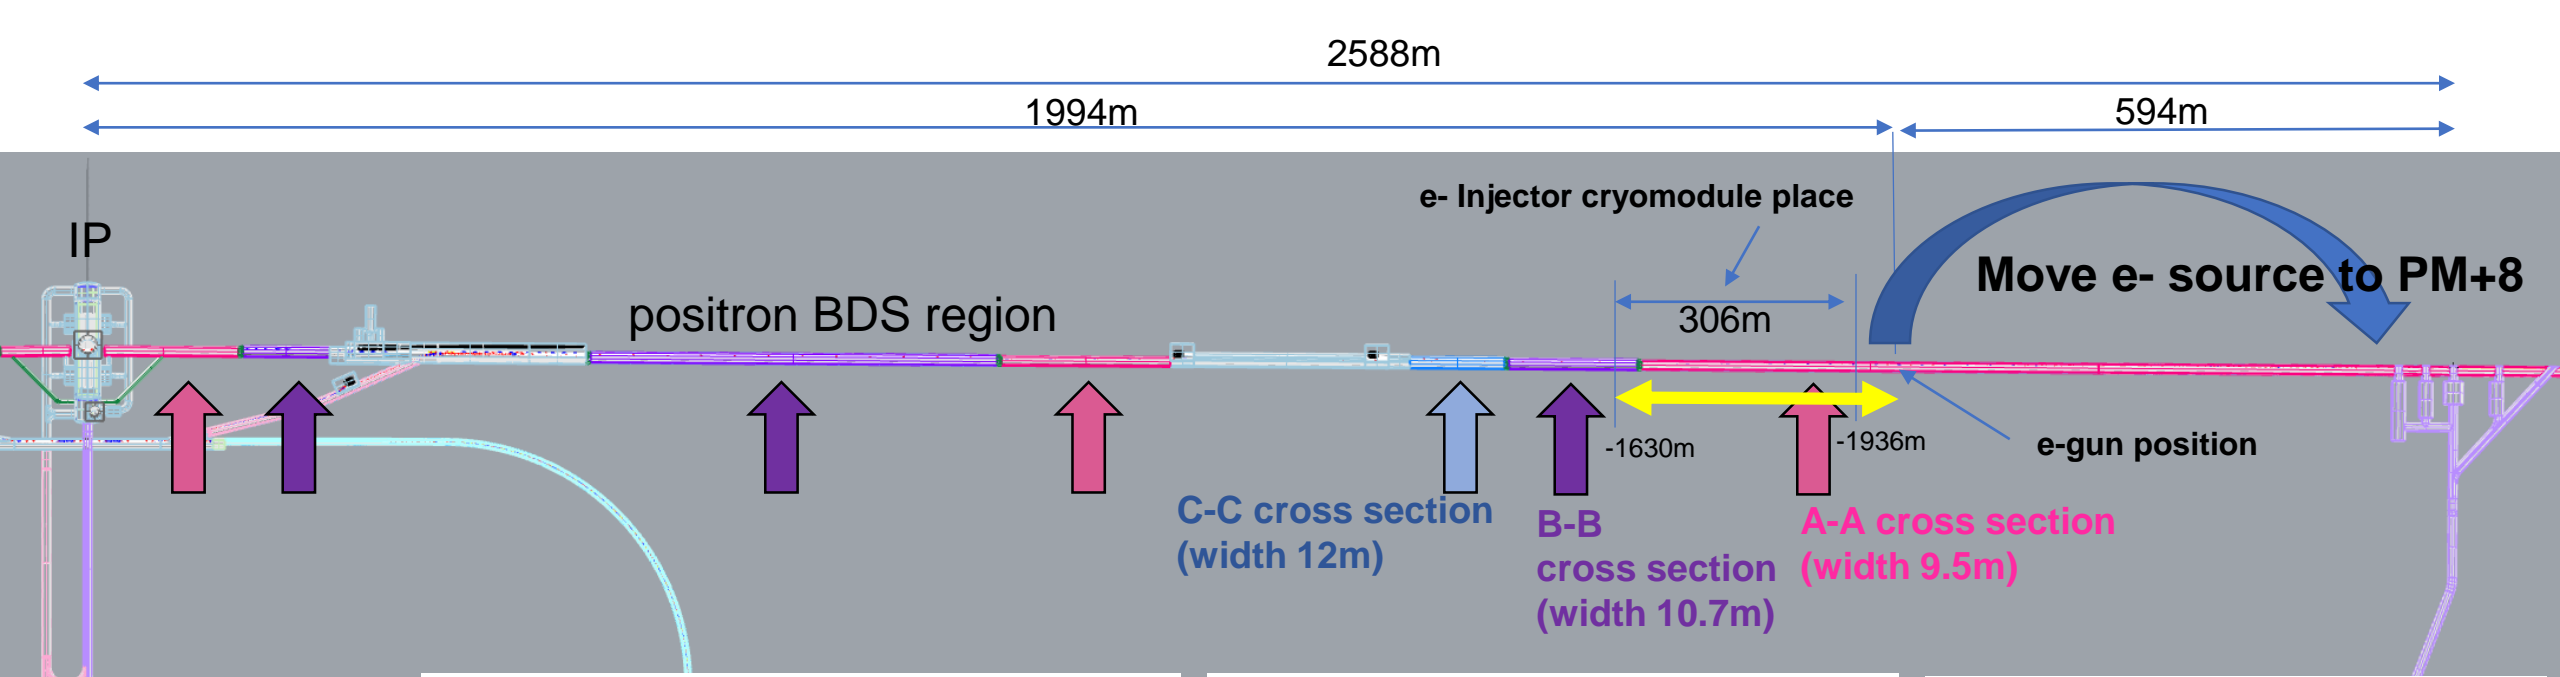 2588m
1994m
594m
e- Injector cryomodule place
IP
Move e- source to PM+8
positron BDS region
306m
-1630m
-1936m
e-gun position
C-C cross section
(width 12m)
B-B
cross section
(width 10.7m)
A-A cross section
(width 9.5m)